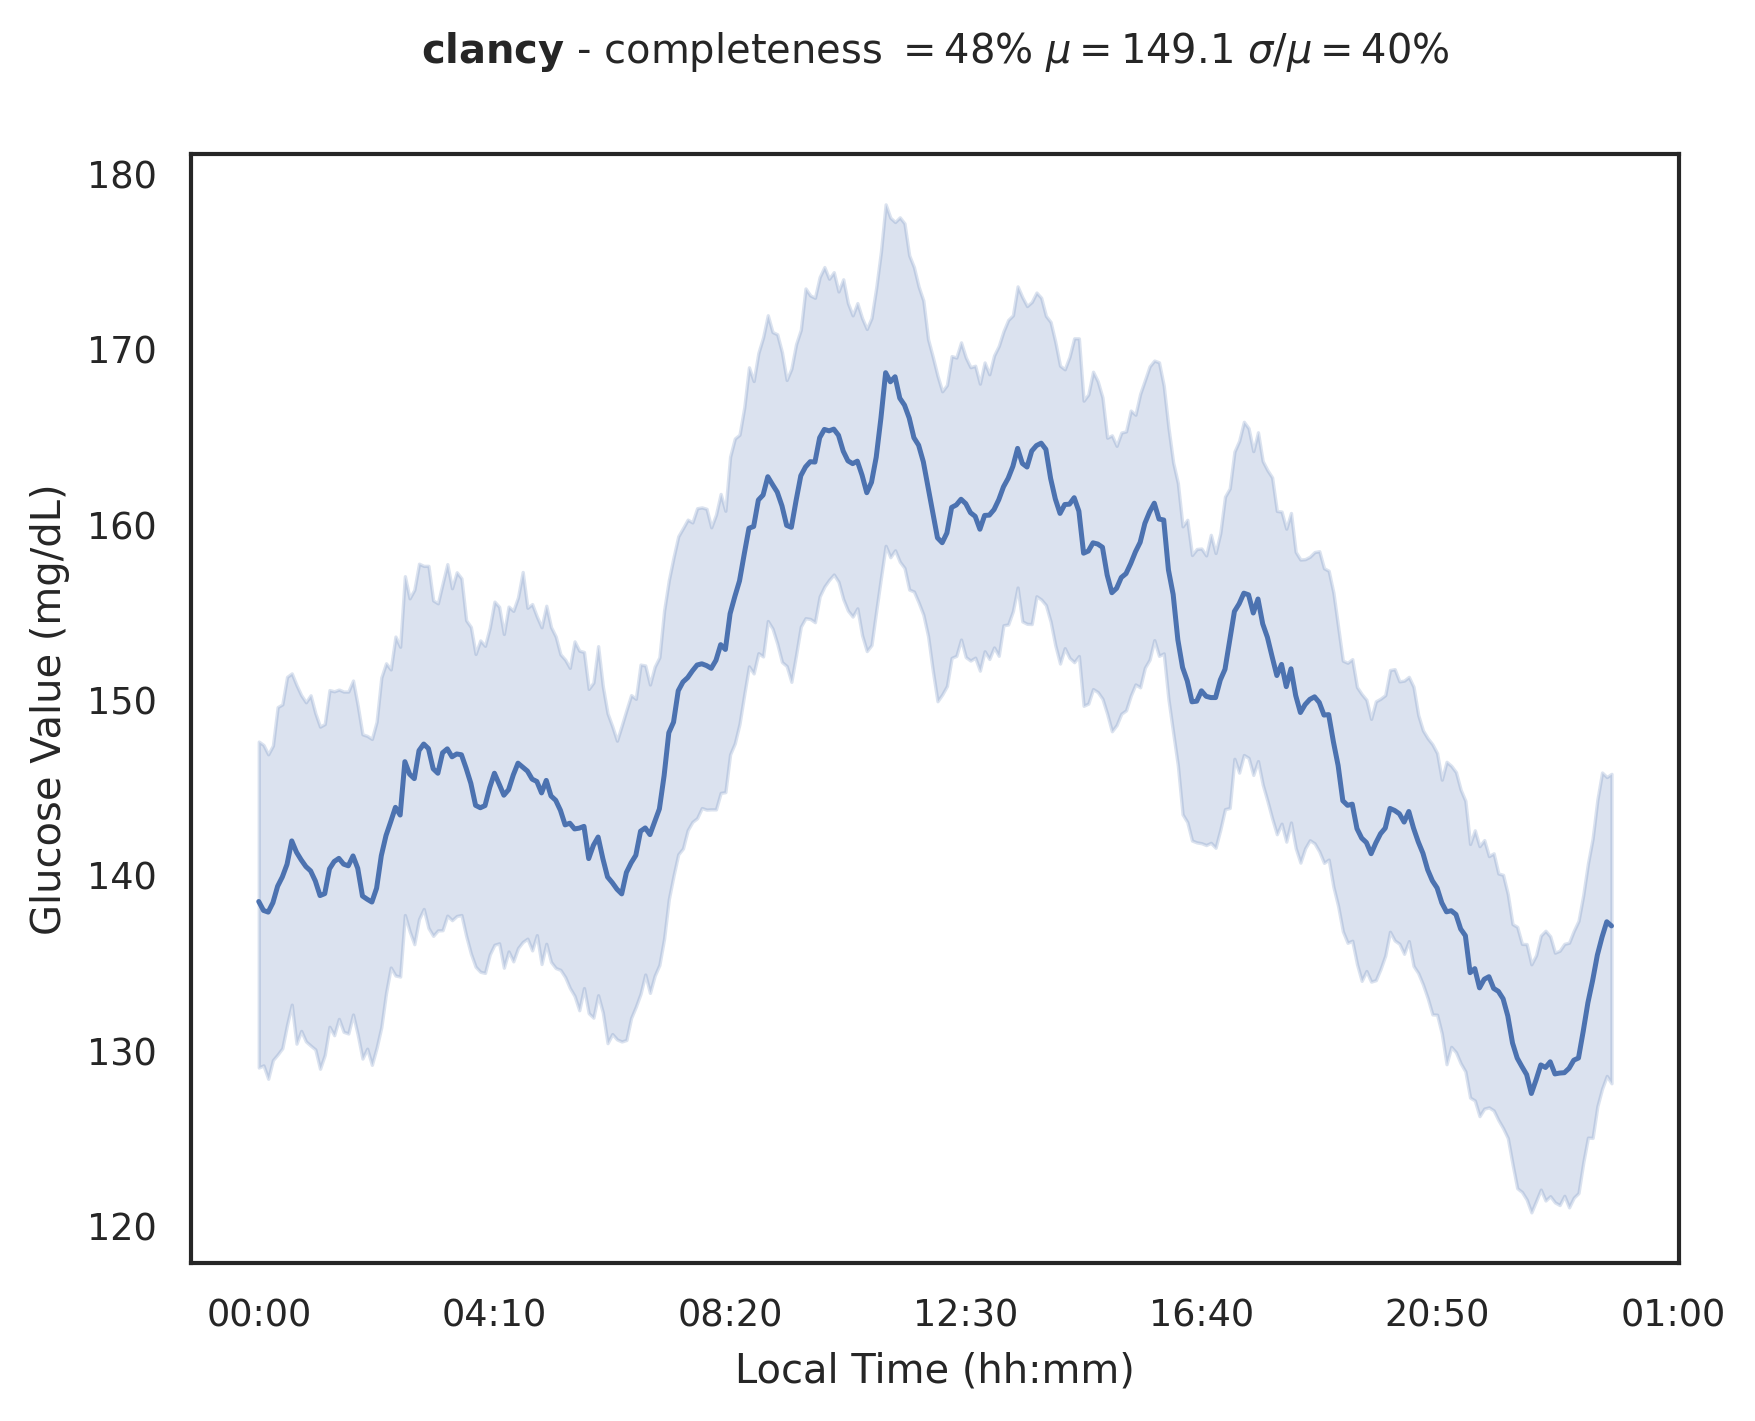 clancy - completeness = 48% μ = 149.1 σ/μ = 40%
Glucose Value (mg/dL)
180
170
160
150
140
130
120
00:00 04:10 08:20 12:30 16:40 20:50 01:00
Local Time (hh:mm)